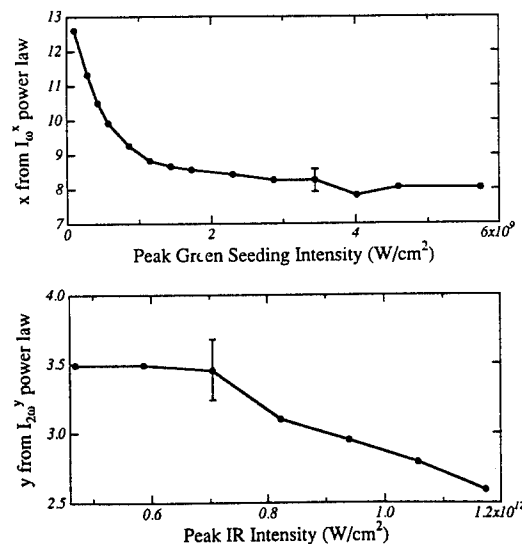 13
12
11
10
9
8
7
x from I_ω^x power law
0
2
4
6x10^9
Peak Green Seeding Intensity (W/cm²)
4.0
3.5
3.0
2.5
y from I_2ω^y power law
0.6
0.8
1.0
1.2x10^12
Peak IR Intensity (W/cm²)